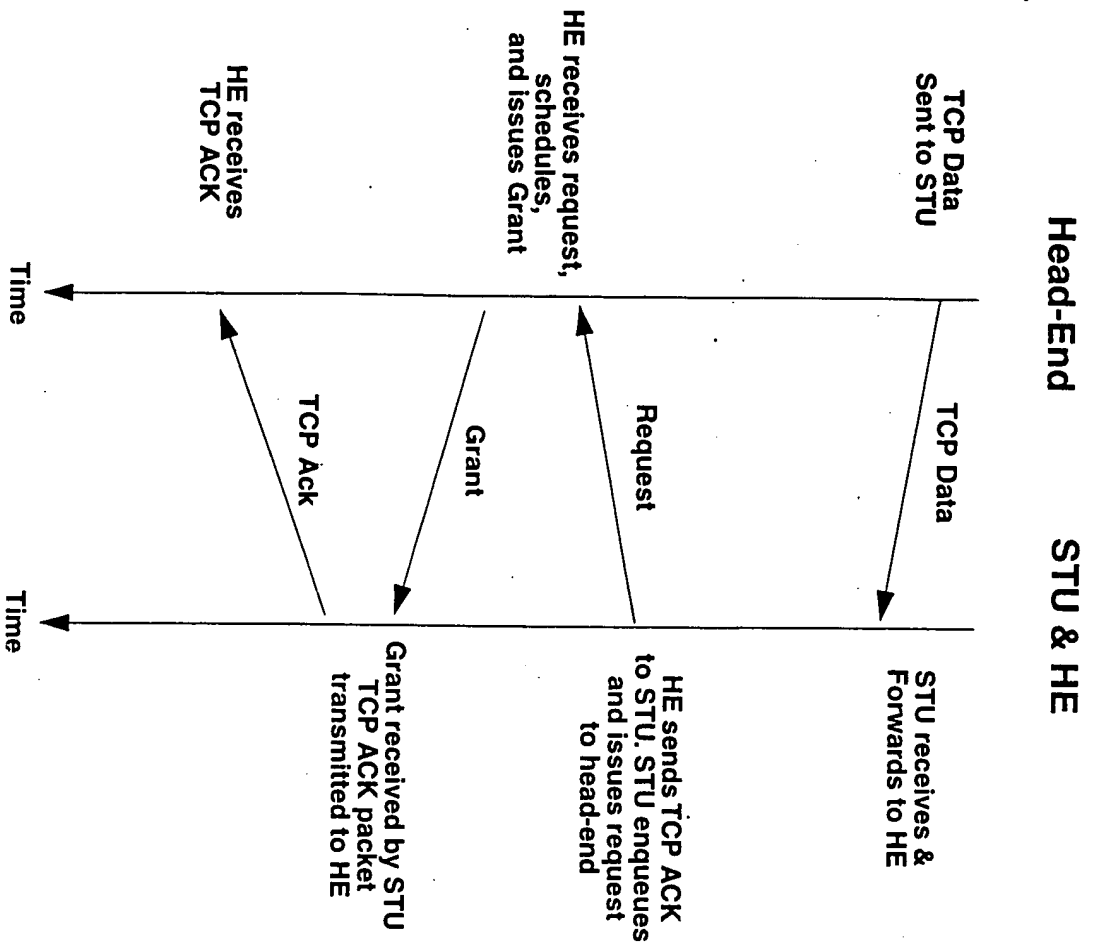 Head-End
STU & HE
TCP Data
Sent to STU
TCP Data
STU receives &
Forwards to HE
HE sends TCP ACK
to STU. STU enqueues
and issues request
to head-end
Request
HE receives request,
schedules,
and issues Grant
Grant
Grant received by STU
TCP ACK packet
transmitted to HE
TCP Ack
HE receives
TCP ACK
Time
Time